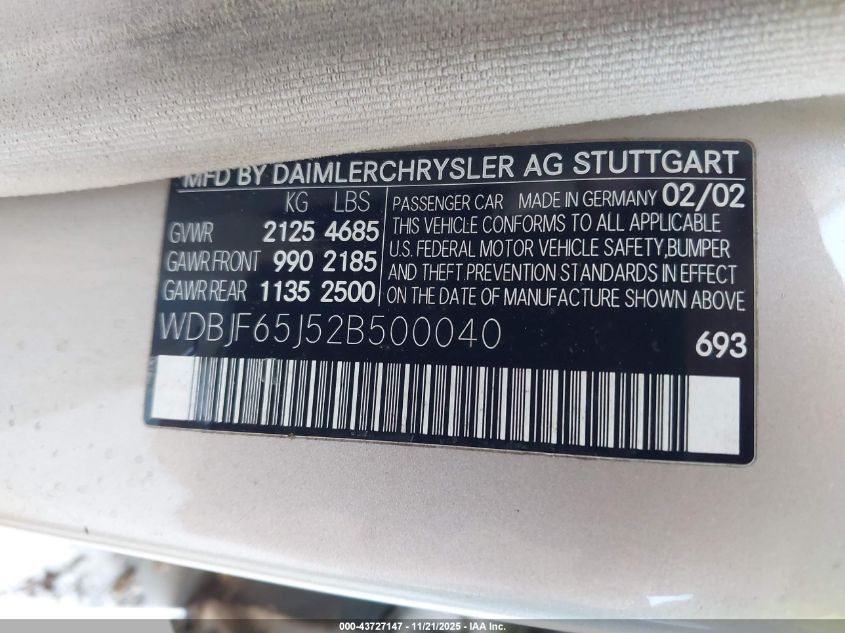 MFD BY DAIMLERCHRYSLER AG STUTTGART
KG LBS
GVWR 2125 4685
GAWR FRONT 990 2185
GAWR REAR 1135 2500
PASSENGER CAR MADE IN GERMANY 02/02
THIS VEHICLE CONFORMS TO ALL APPLICABLE
U.S. FEDERAL MOTOR VEHICLE SAFETY,BUMPER
AND THEFT PREVENTION STANDARDS IN EFFECT
ON THE DATE OF MANUFACTURE SHOWN ABOVE
WDBJF65J52B500040
693
000-43727147 - 11/21/2025 - IAA Inc.